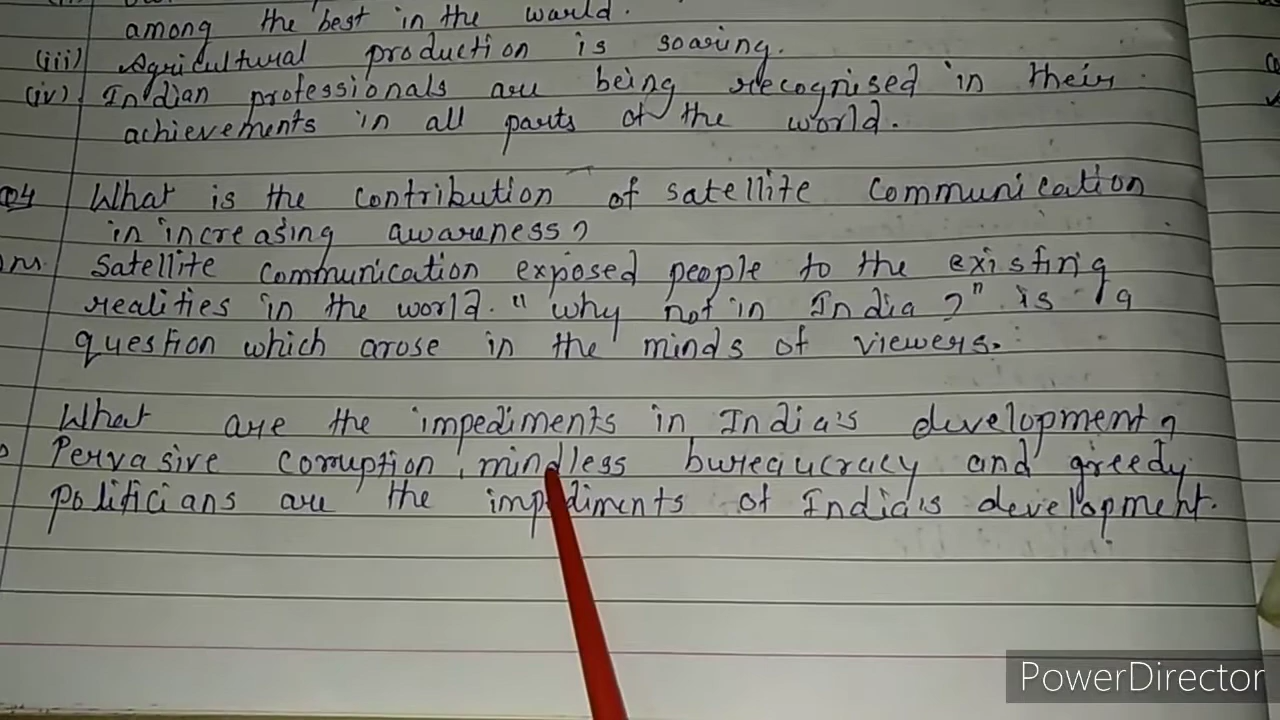 among the best in the world.
(iii) Agricultural production is soaring.
(iv) Indian professionals are being recognised in their
achievements in all parts of the world.
Q4 What is the contribution of satellite communication
in increasing awareness?
Satellite communication exposed people to the existing
realities in the world. "Why not in India?" is a
question which arose in the minds of viewers.
What are the impediments in India's development?
Pervasive corruption, mindless bureaucracy and greedy
politicians are the impediments of India's development.
PowerDirector